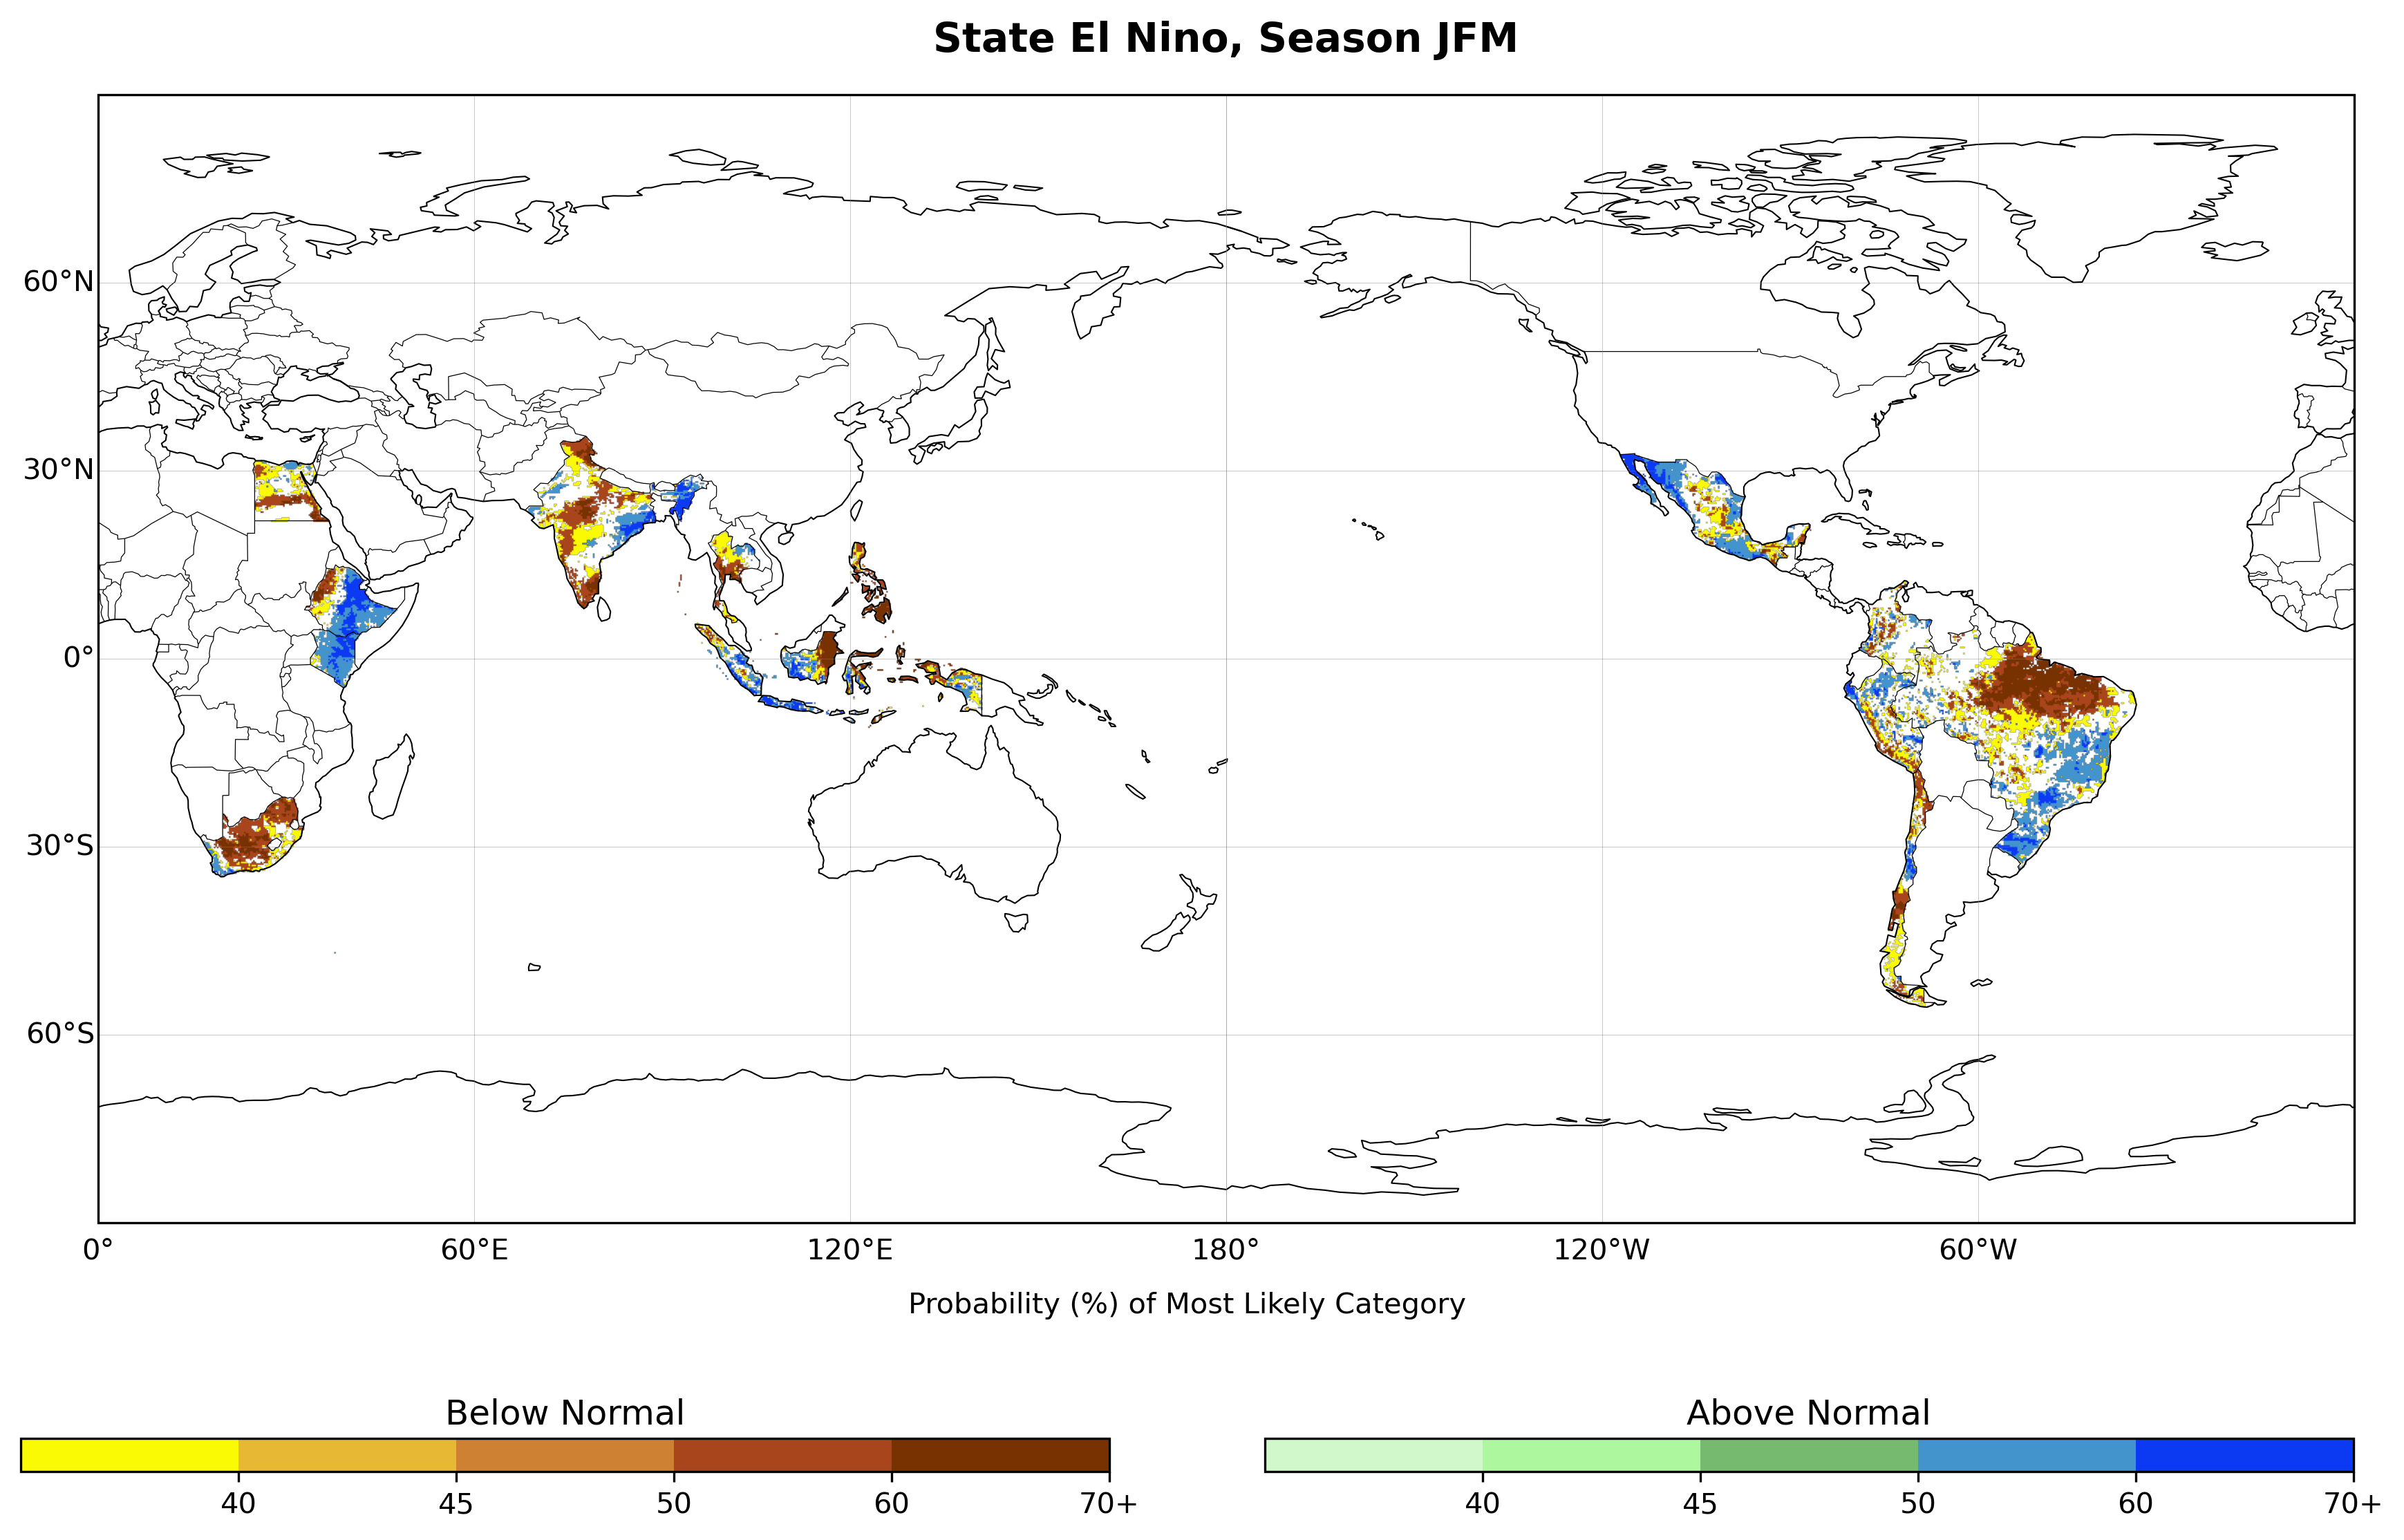 State El Nino, Season JFM
60°N
30°N
0°
30°S
60°S
0° 60°E 120°E 180° 120°W 60°W
Probability (%) of Most Likely Category
Below Normal Above Normal
40 45 50 60 70+ 40 45 50 60 70+